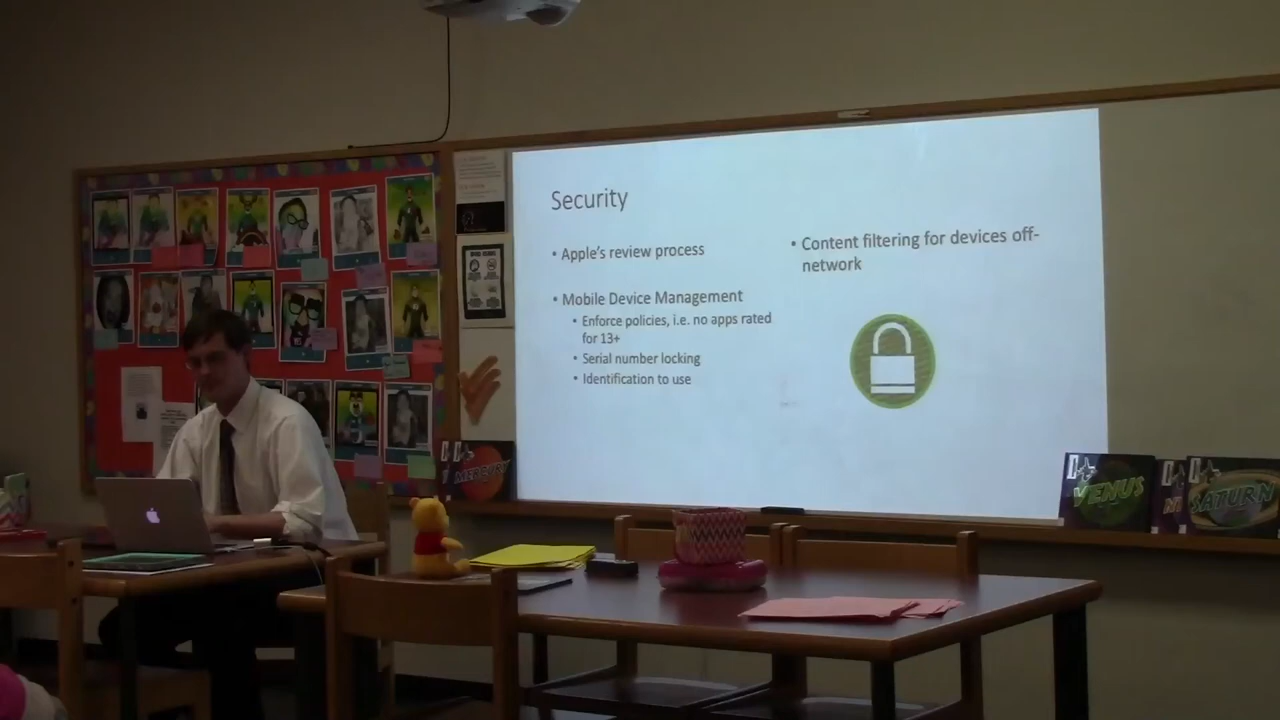 Security
• Apple's review process
• Mobile Device Management
• Enforce policies, i.e. no apps rated
for 13+
• Serial number locking
• Identification to use
• Content filtering for devices off-
network
MERCURY
VENUS
SATURN